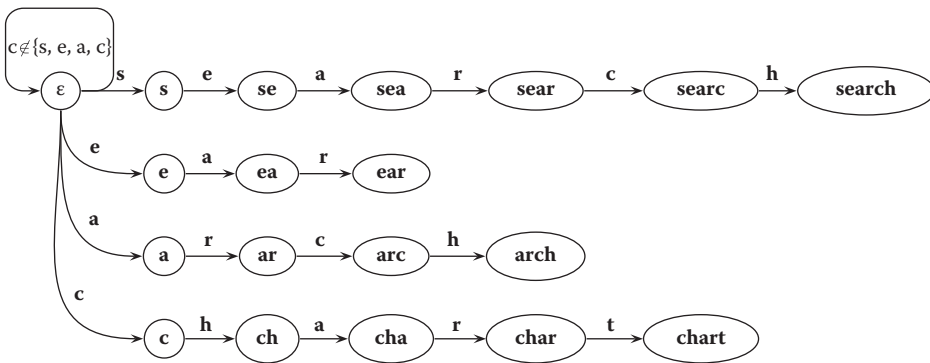 c∉{s, e, a, c}
s e a r c h
ε s se sea sear searc search
e a r
e ea ear
a r c h
a ar arc arch
c h a r t
c ch cha char chart